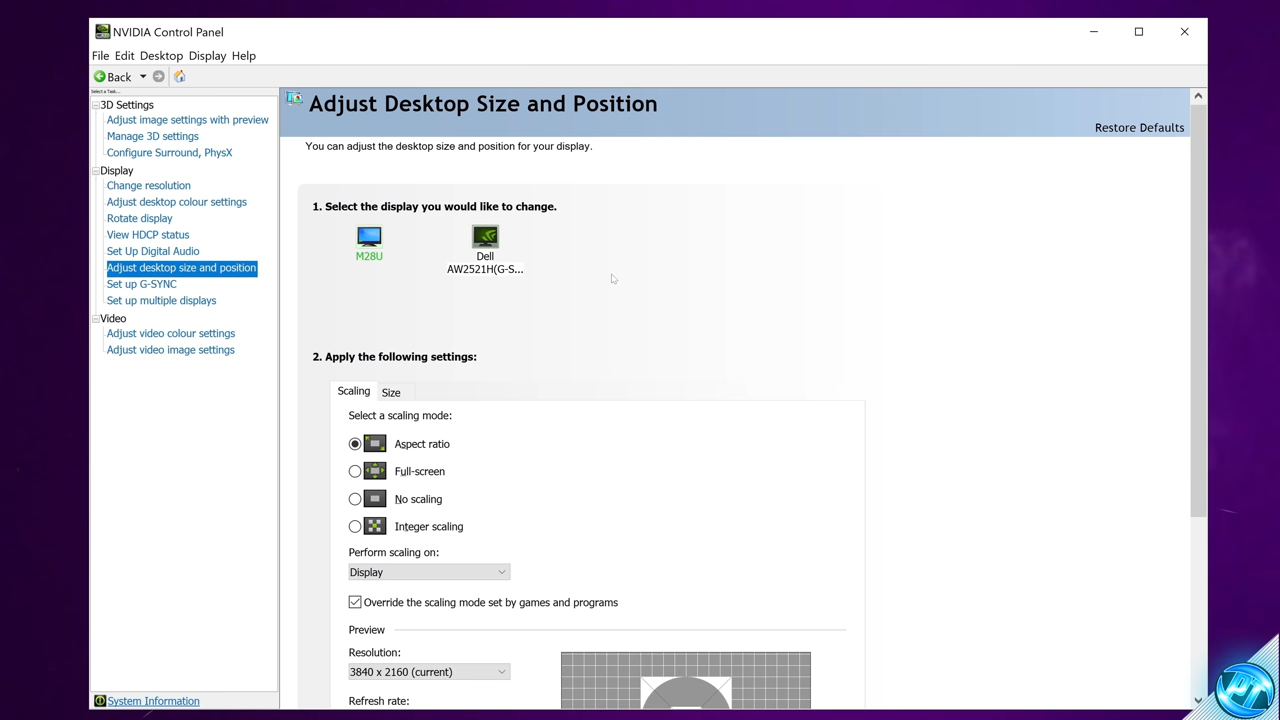 NVIDIA Control Panel
File Edit Desktop Display Help
Back
Select a Task...
3D Settings
Adjust image settings with preview
Manage 3D settings
Configure Surround, PhysX
Display
Change resolution
Adjust desktop colour settings
Rotate display
View HDCP status
Set Up Digital Audio
Adjust desktop size and position
Set up G-SYNC
Set up multiple displays
Video
Adjust video colour settings
Adjust video image settings
System Information
Adjust Desktop Size and Position
Restore Defaults
You can adjust the desktop size and position for your display.
1. Select the display you would like to change.
M28U
Dell
AW2521H(G-S...
2. Apply the following settings:
Scaling Size
Select a scaling mode:
Aspect ratio
Full-screen
No scaling
Integer scaling
Perform scaling on:
Display
Override the scaling mode set by games and programs
Preview
Resolution:
3840 x 2160 (current)
Refresh rate: